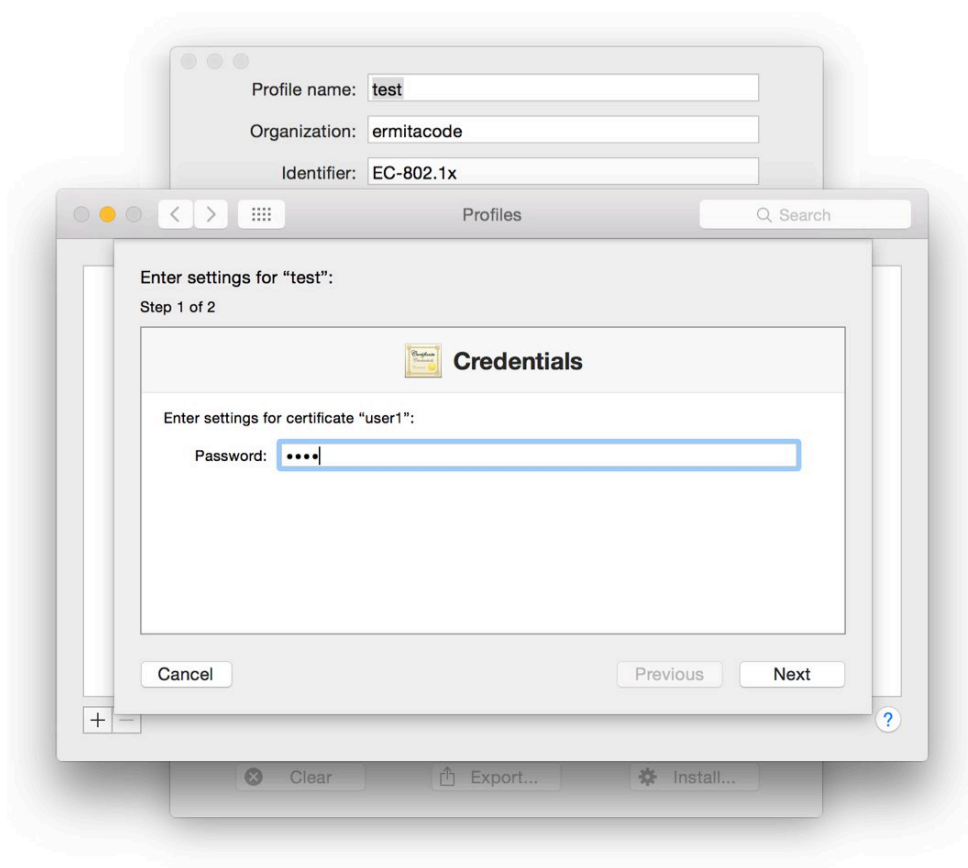 Profile name: test
Organization: ermitacode
Identifier: EC-802.1x
Profiles
Search
Enter settings for “test”:
Step 1 of 2
Credentials
Enter settings for certificate “user1”:
Password: ••••
Cancel
Previous
Next
+ −
?
Clear
Export...
Install...